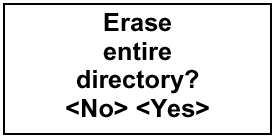 Erase
entire
directory?
<No> <Yes>